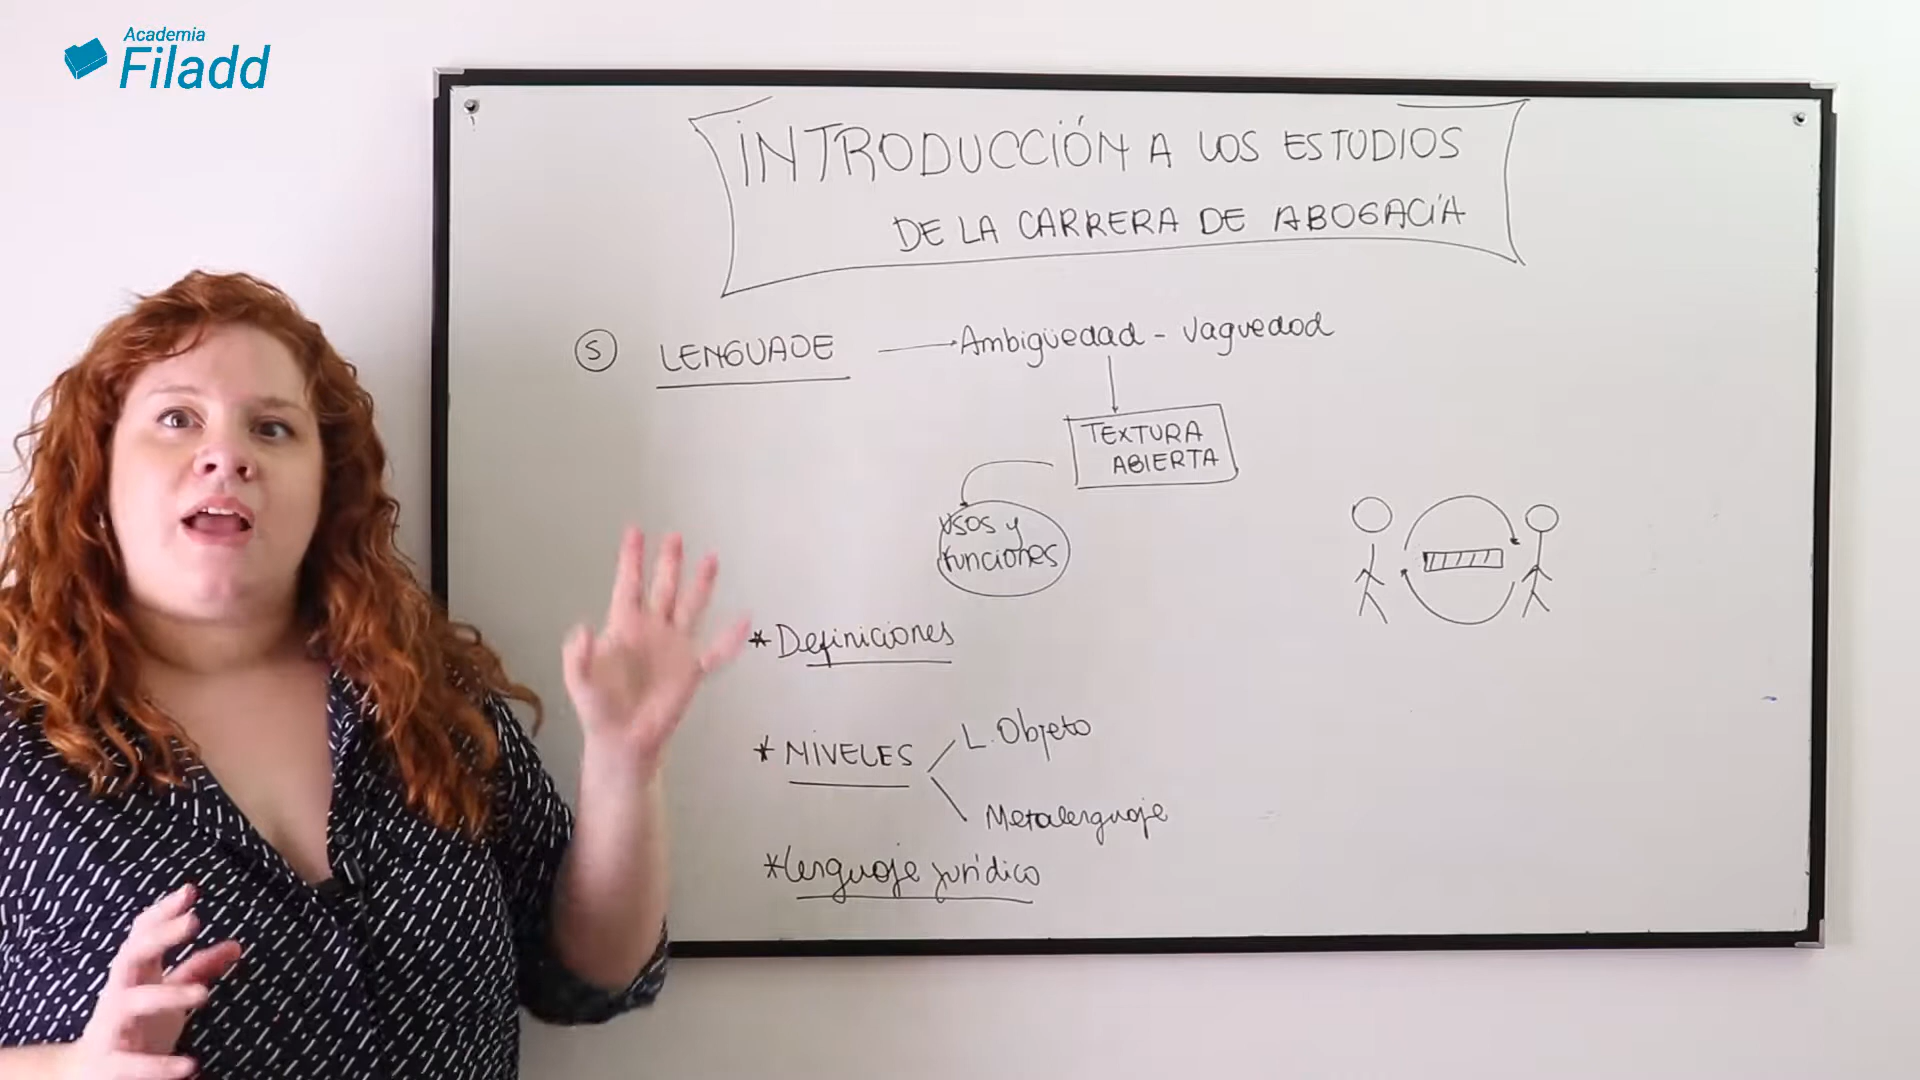 Academia
Filadd
INTRODUCCIÓN A LOS ESTUDIOS
DE LA CARRERA DE ABOGACÍA
5 LENGUAJE Ambigüedad - Vaguedad
TEXTURA
ABIERTA
Usos y
funciones
* Definiciones
* NIVELES
L. Objeto
Metalenguaje
* Lenguaje jurídico